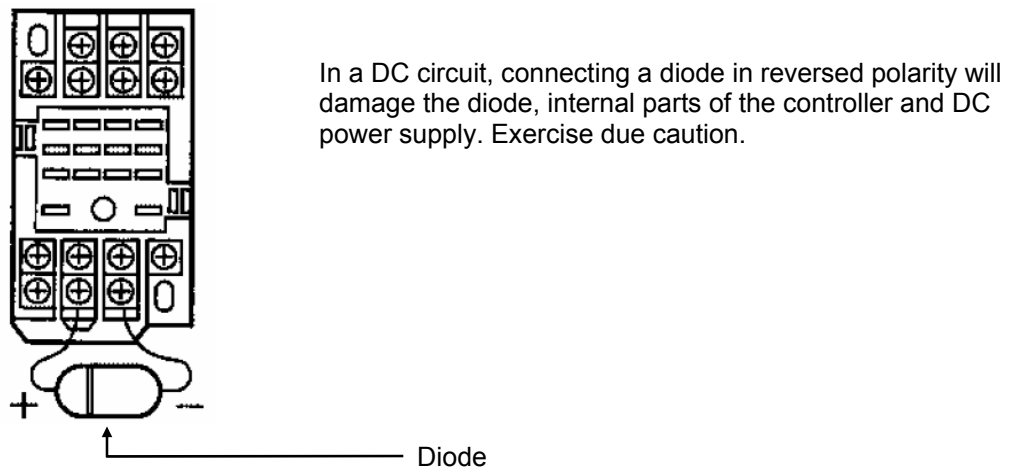 In a DC circuit, connecting a diode in reversed polarity will
damage the diode, internal parts of the controller and DC
power supply. Exercise due caution.
+ −
Diode